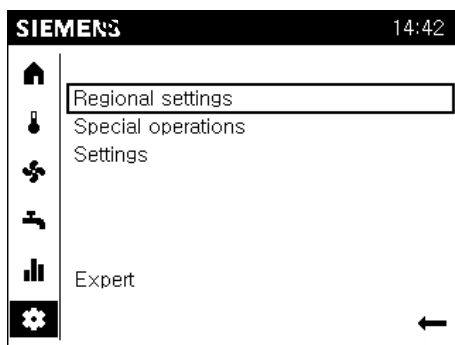 SIEMENS 14:42
Regional settings
Special operations
Settings
Expert